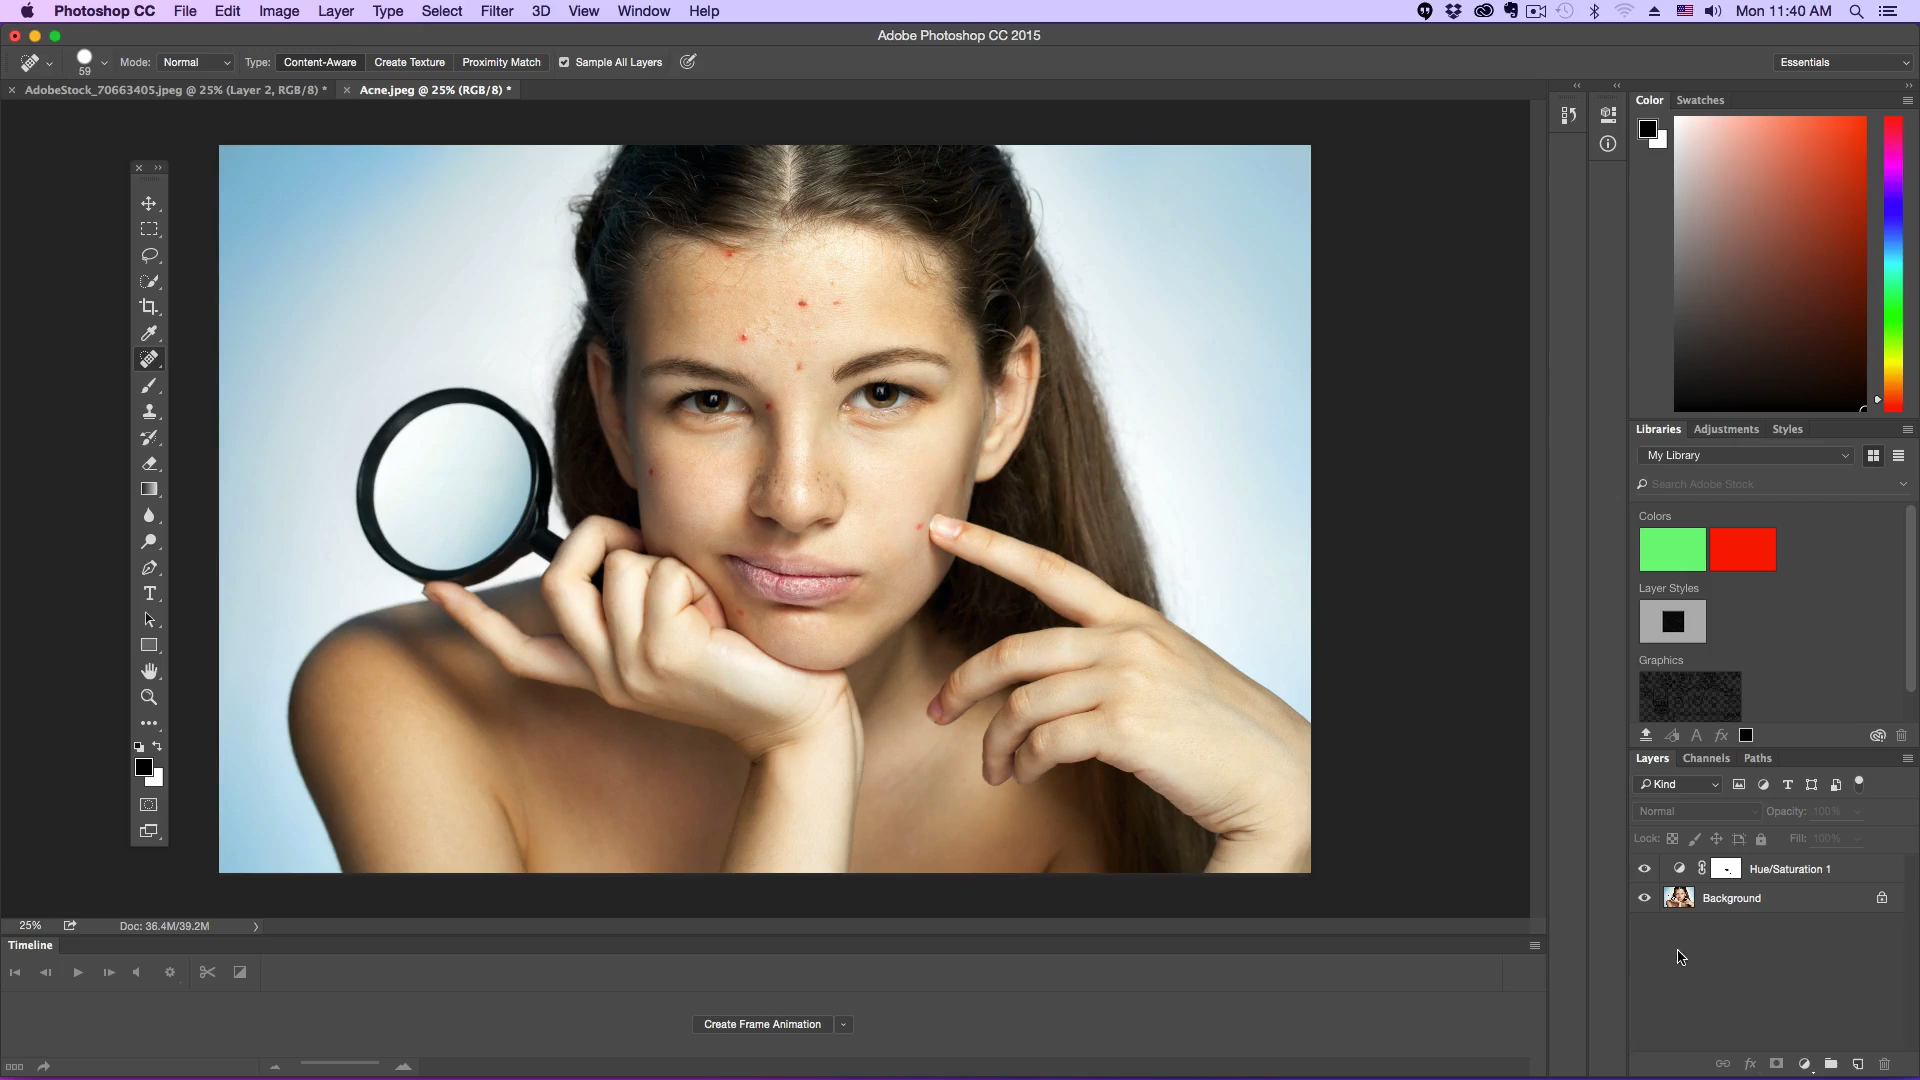 Photoshop CC File Edit Image Layer Type Select Filter 3D View Window Help Mon 11:40 AM
Adobe Photoshop CC 2015
59 Mode: Normal Type: Content-Aware Create Texture Proximity Match Sample All Layers Essentials
AdobeStock_70663405.jpeg @ 25% (Layer 2, RGB/8) * Acne.jpeg @ 25% (RGB/8) *
Color Swatches
Libraries Adjustments Styles
My Library
Search Adobe Stock
Colors
Layer Styles
Graphics
Layers Channels Paths
Kind
Normal Opacity: 100%
Lock: Fill: 100%
Hue/Saturation 1
Background
25% Doc: 36.4M/39.2M
Timeline
Create Frame Animation